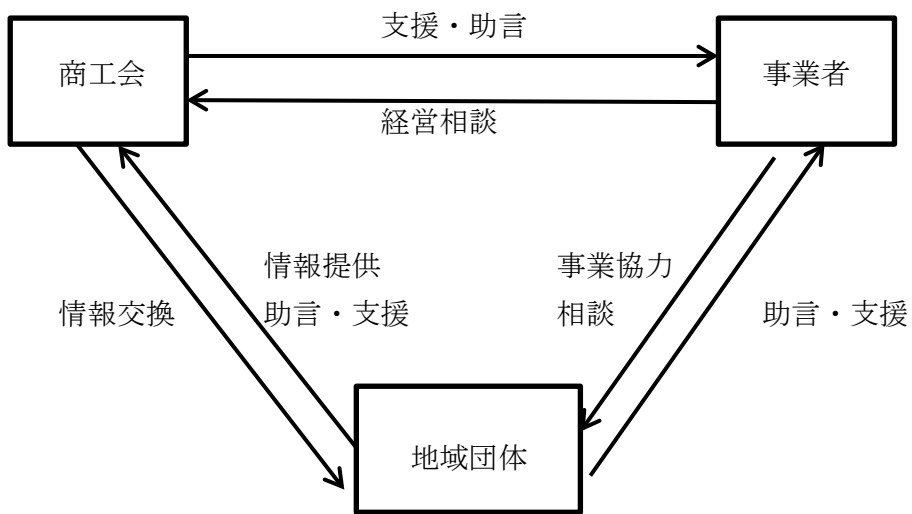 支援・助言
商工会
事業者
経営相談
情報提供
事業協力
情報交換
助言・支援
相談
助言・支援
地域団体